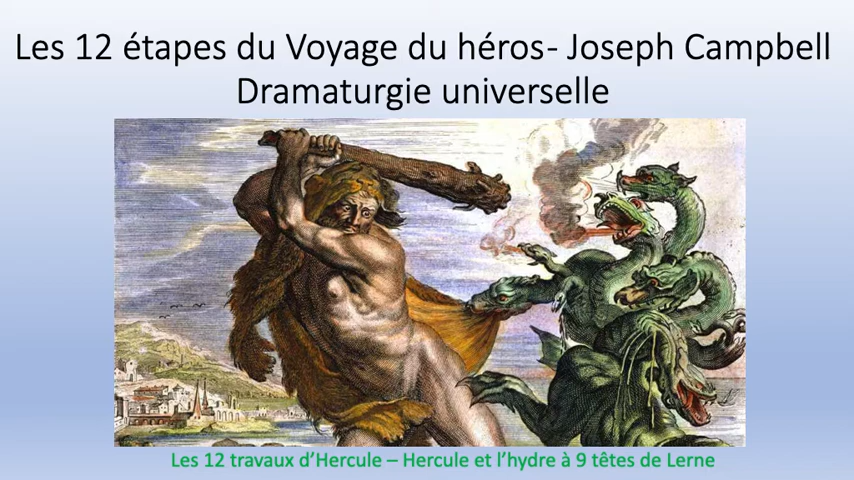 Les 12 étapes du Voyage du héros- Joseph Campbell
Dramaturgie universelle
Les 12 travaux d’Hercule – Hercule et l’hydre à 9 têtes de Lerne